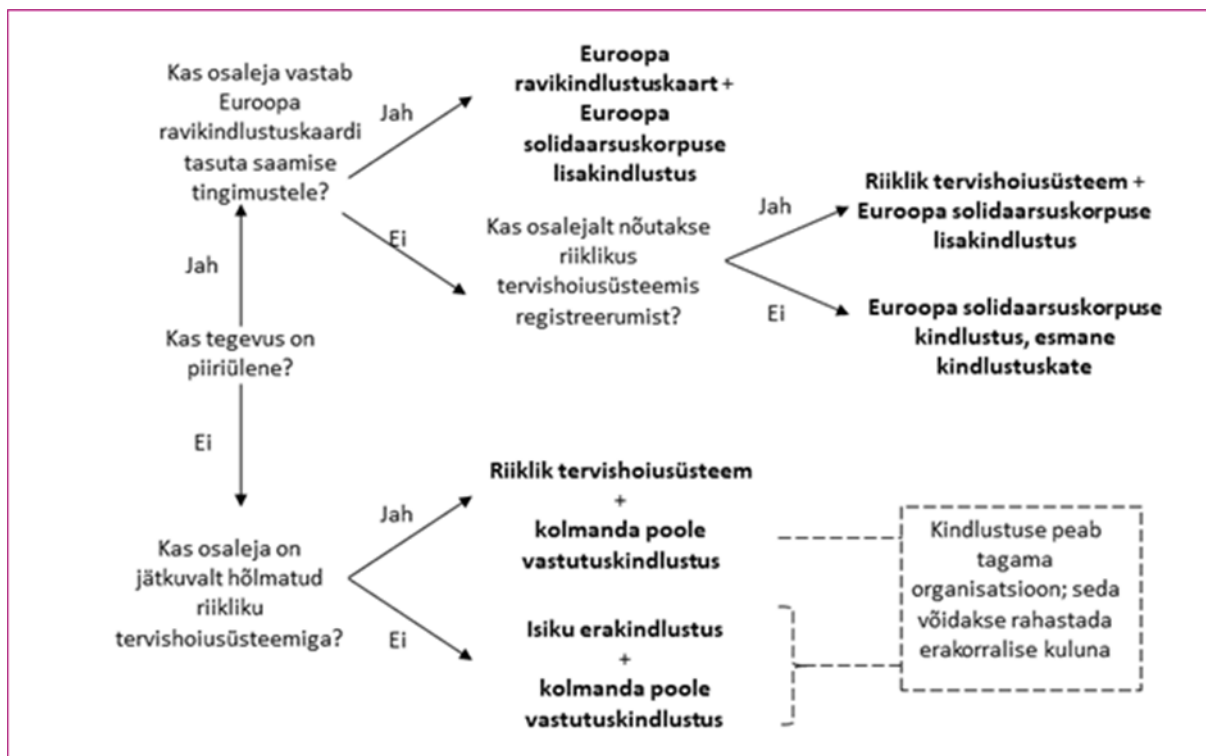 Kas osaleja vastab
Euroopa
ravikindlustuskaardi
tasuta saamise
tingimustele?
Jah
Euroopa
ravikindlustuskaart +
Euroopa
solidaarsuskorpuse
lisakindlustus
Ei
Kas osalejalt nõutakse
riiklikus
tervishoiusüsteemis
registreerumist?
Jah
Riiklik tervishoiusüsteem +
Euroopa solidaarsuskorpuse
lisakindlustus
Ei
Euroopa solidaarsuskorpuse
kindlustus, esmane
kindlustuskate
Jah
Kas tegevus on
piiriülene?
Ei
Kas osaleja on
jätkuvalt hõlmatud
riikliku
tervishoiusüsteemiga?
Jah
Riiklik tervishoiusüsteem
+
kolmanda poole
vastutuskindlustus
Ei
Isiku erakindlustus
+
kolmanda poole
vastutuskindlustus
Kindlustuse peab
tagama
organisatsioon; seda
võidakse rahastada
erakorralise kuluna